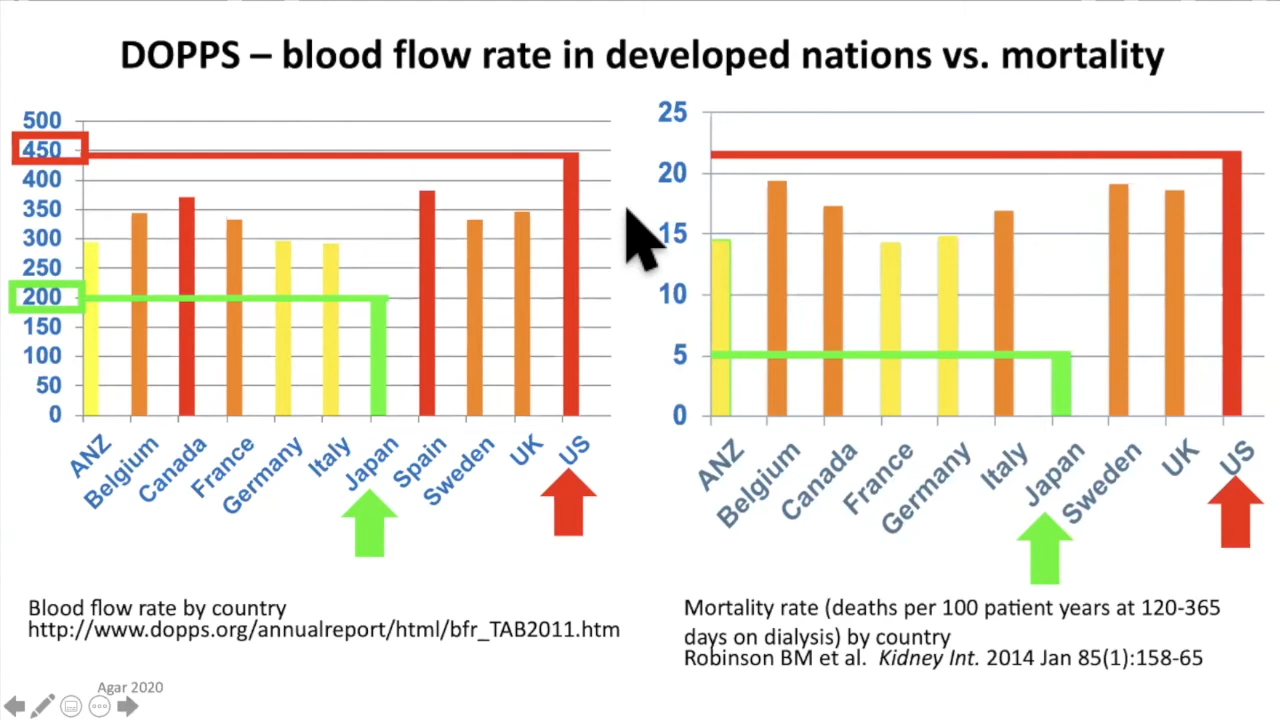 DOPPS – blood flow rate in developed nations vs. mortality
500
450
400
350
300
250
200
150
100
50
0
ANZ
Belgium
Canada
France
Germany
Italy
Japan
Spain
Sweden
UK
US
Blood flow rate by country
http://www.dopps.org/annualreport/html/bfr_TAB2011.htm
25
20
15
10
5
0
ANZ
Belgium
Canada
France
Germany
Italy
Japan
Sweden
UK
US
Mortality rate (deaths per 100 patient years at 120-365
days on dialysis) by country
Robinson BM et al. Kidney Int. 2014 Jan 85(1):158-65
Agar 2020